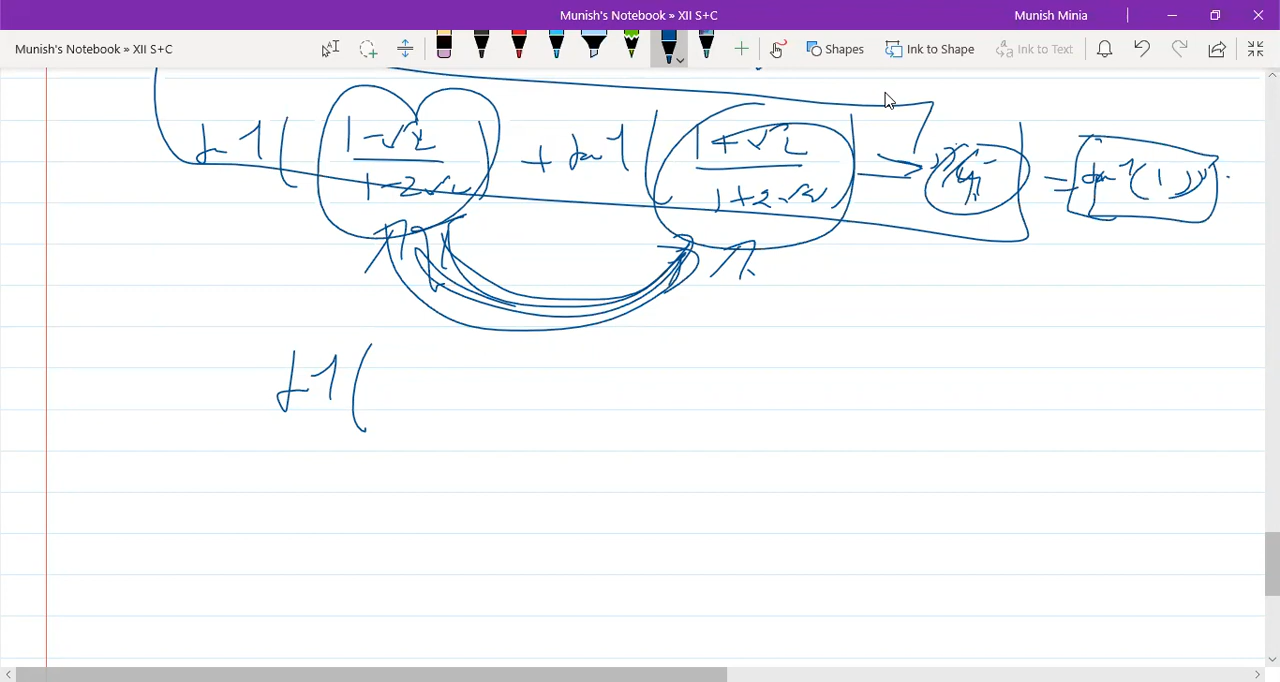 Munish's Notebook » XII S+C
Munish Minia
Munish's Notebook » XII S+C
Shapes
Ink to Shape
Ink to Text
tan⁻¹( (1-√2)/(1-2√2) ) + tan⁻¹( (1+√2)/(1+2√2) ) = π/4 = tan⁻¹(1)
tan⁻¹(